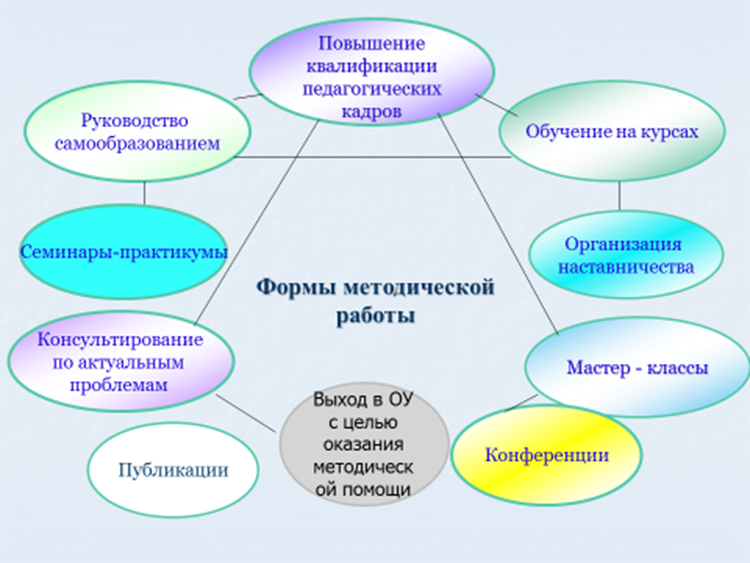 Повышение
квалификации
педагогических
кадров
Руководство
самообразованием
Обучение на курсах
Семинары-практикумы
Организация
наставничества
Формы методической
работы
Консультирование
по актуальным
проблемам
Мастер - классы
Выход в ОУ
с целью
оказания
методическ
ой помощи
Публикации
Конференции